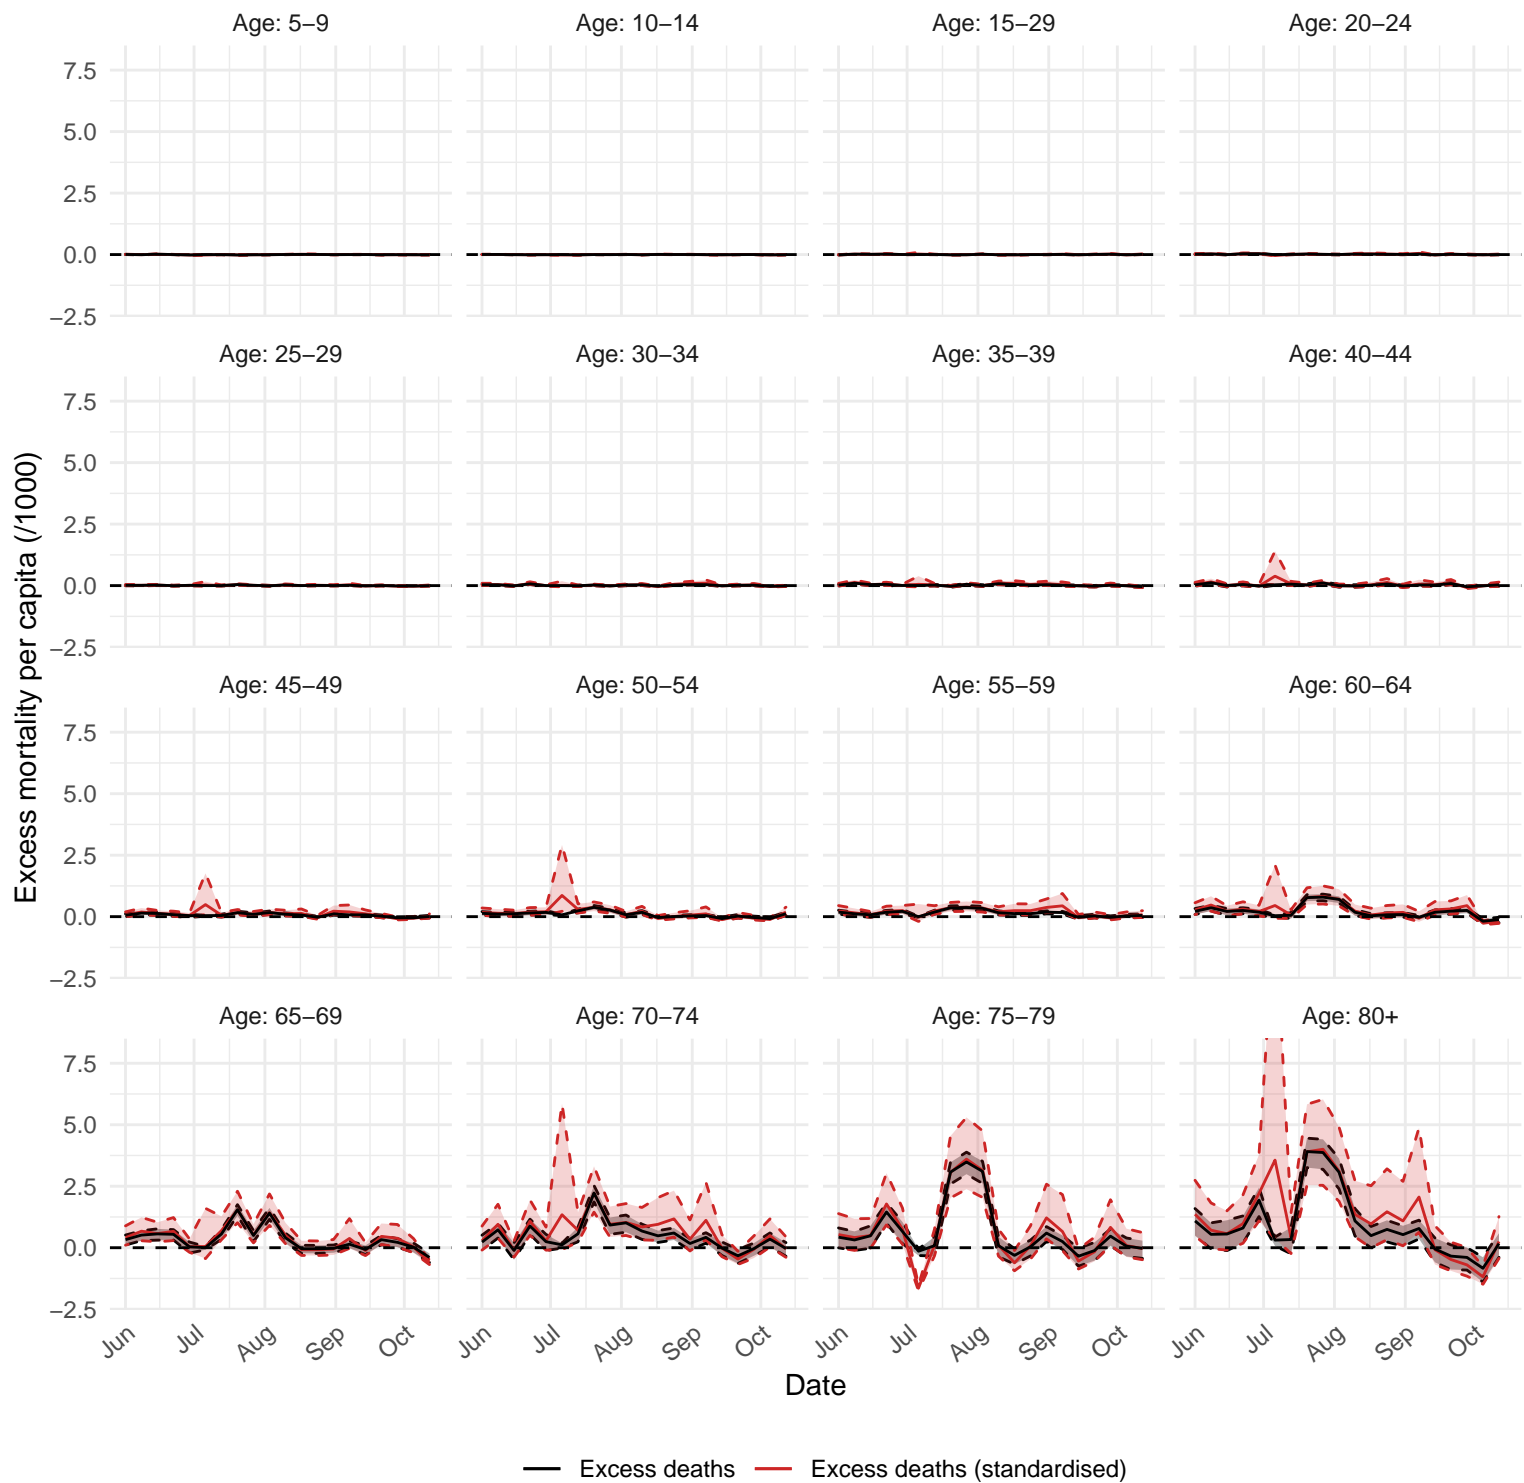 Age: 5–9 Age: 10–14 Age: 15–29 Age: 20–24
7.5
5.0
2.5
0.0
−2.5
Age: 25–29 Age: 30–34 Age: 35–39 Age: 40–44
7.5
5.0
2.5
0.0
−2.5
Age: 45–49 Age: 50–54 Age: 55–59 Age: 60–64
7.5
5.0
2.5
0.0
−2.5
Age: 65–69 Age: 70–74 Age: 75–79 Age: 80+
7.5
5.0
2.5
0.0
−2.5
Excess mortality per capita (/1000)
Jun Jul Aug Sep Oct Jun Jul Aug Sep Oct Jun Jul Aug Sep Oct Jun Jul Aug Sep Oct
Date
Excess deaths Excess deaths (standardised)